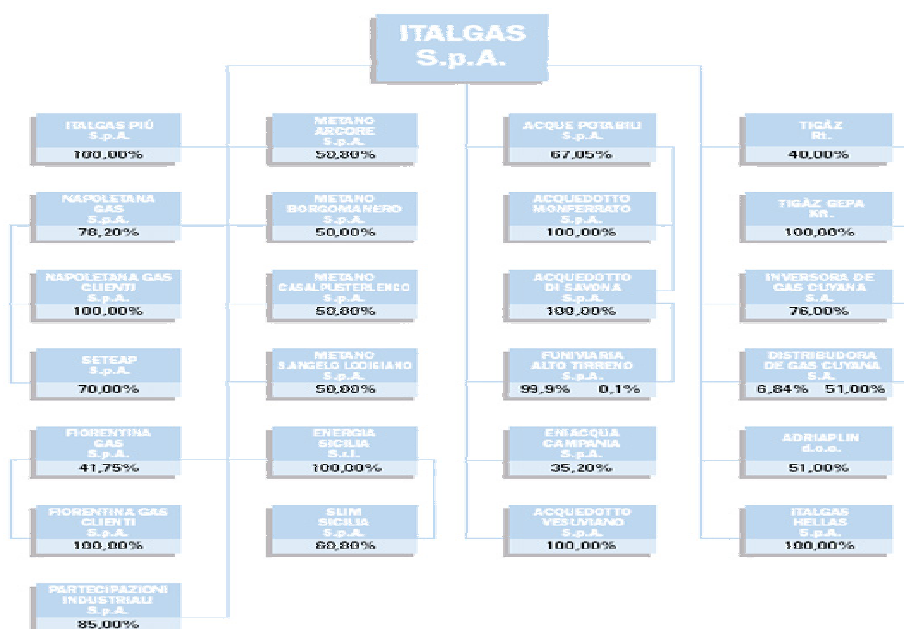 ITALGAS
S.p.A.
ITALGAS PIÙ
S.p.A.
100,00%
NAPOLETANA
GAS
S.p.A.
78,20%
NAPOLETANA GAS
CLIENTI
S.p.A.
100,00%
SETEAP
S.p.A.
70,00%
FIORENTINA
GAS
S.p.A.
41,75%
FIORENTINA GAS
CLIENTI
S.p.A.
100,00%
PARTECIPAZIONI
INDUSTRIALI
S.p.A.
85,00%
METANO
ARCORE
S.p.A.
50,00%
METANO
BORGOMANERO
S.p.A.
50,00%
METANO
CASALPUSTERLENGO
S.p.A.
50,00%
METANO
S.ANGELO LODIGIANO
S.p.A.
50,00%
ENERGIA
SICILIA
S.r.l.
100,00%
SLIM
SICILIA
S.p.A.
60,00%
ACQUE POTABILI
S.p.A.
67,05%
ACQUEDOTTO
MONFERRATO
S.p.A.
100,00%
ACQUEDOTTO
DI SAVONA
S.p.A.
100,00%
FUNIVIARIA
ALTO TIRRENO
S.p.A.
99,9% 0,1%
ENIACQUA
CAMPANIA
S.p.A.
35,20%
ACQUEDOTTO
VESUVIANO
S.p.A.
100,00%
TIGÀZ
Rt.
40,00%
TIGÀZ GEPA
Kft.
100,00%
INVERSORA DE
GAS CUYANA
S.A.
76,00%
DISTRIBUDORA
DE GAS CUYANA
S.A.
6,84% 51,00%
ADRIAPLIN
d.o.o.
51,00%
ITALGAS
HELLAS
S.p.A.
100,00%